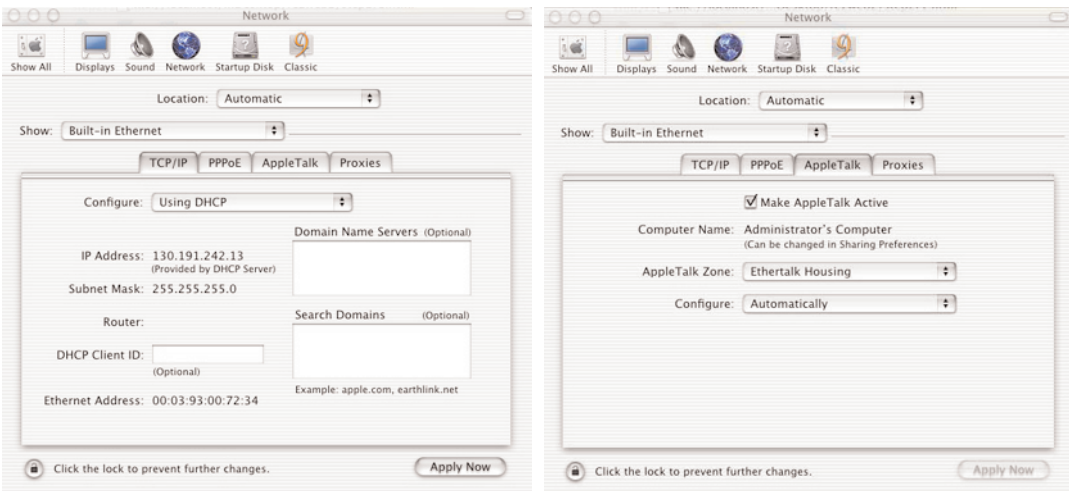 Network
Show All Displays Sound Network Startup Disk Classic
Location: Automatic
Show: Built-in Ethernet
TCP/IP PPPoE AppleTalk Proxies
Configure: Using DHCP
Domain Name Servers (Optional)
IP Address: 130.191.242.13
(Provided by DHCP Server)
Subnet Mask: 255.255.255.0
Router:
Search Domains (Optional)
DHCP Client ID:
(Optional)
Example: apple.com, earthlink.net
Ethernet Address: 00:03:93:00:72:34
Click the lock to prevent further changes. Apply Now
Network
Show All Displays Sound Network Startup Disk Classic
Location: Automatic
Show: Built-in Ethernet
TCP/IP PPPoE AppleTalk Proxies
Make AppleTalk Active
Computer Name: Administrator's Computer
(Can be changed in Sharing Preferences)
AppleTalk Zone: Ethertalk Housing
Configure: Automatically
Click the lock to prevent further changes. Apply Now